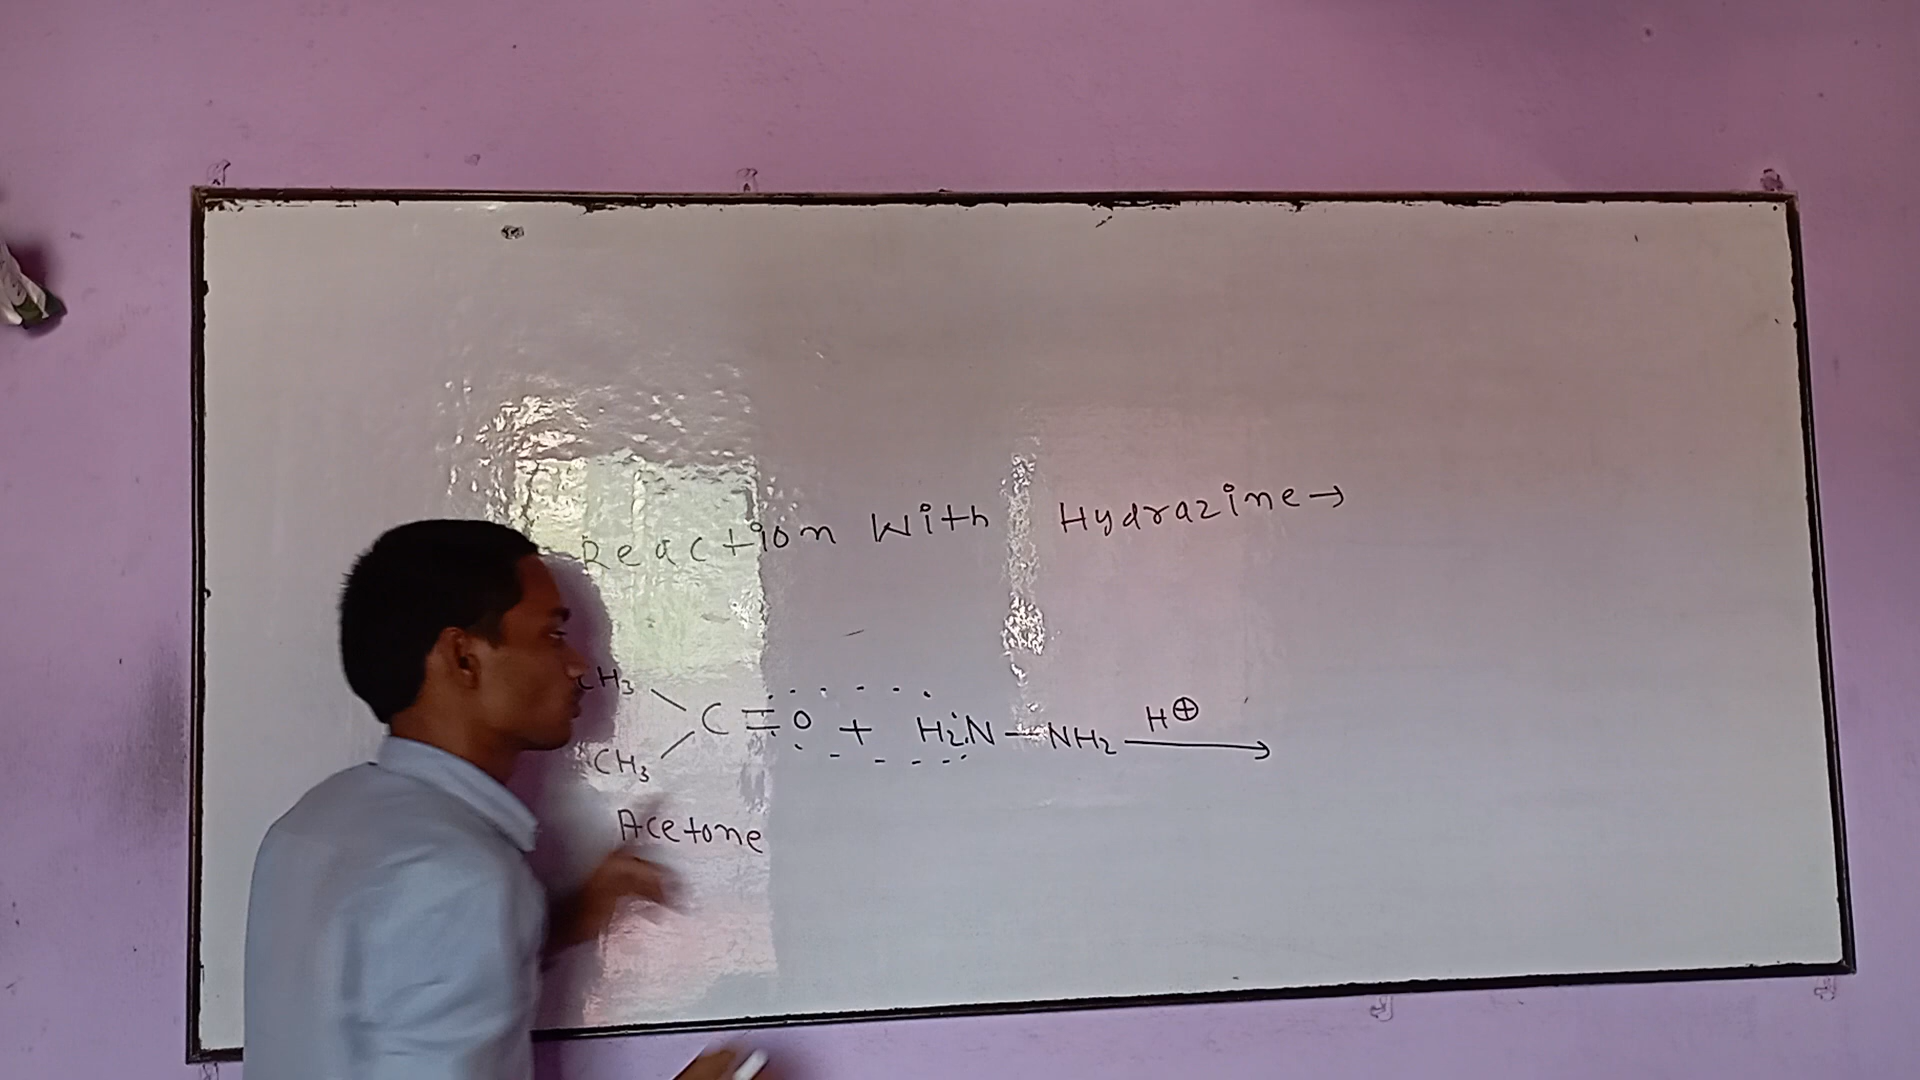 Reaction With Hydrazine →
CH3
C = O + H2N — NH2 H⊕ →
CH3
Acetone